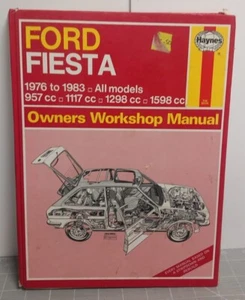 FORD
FIESTA
Haynes
1976 to 1983 □ All models
957 cc □ 1117 cc □ 1298 cc □ 1598 cc
Owners Workshop Manual